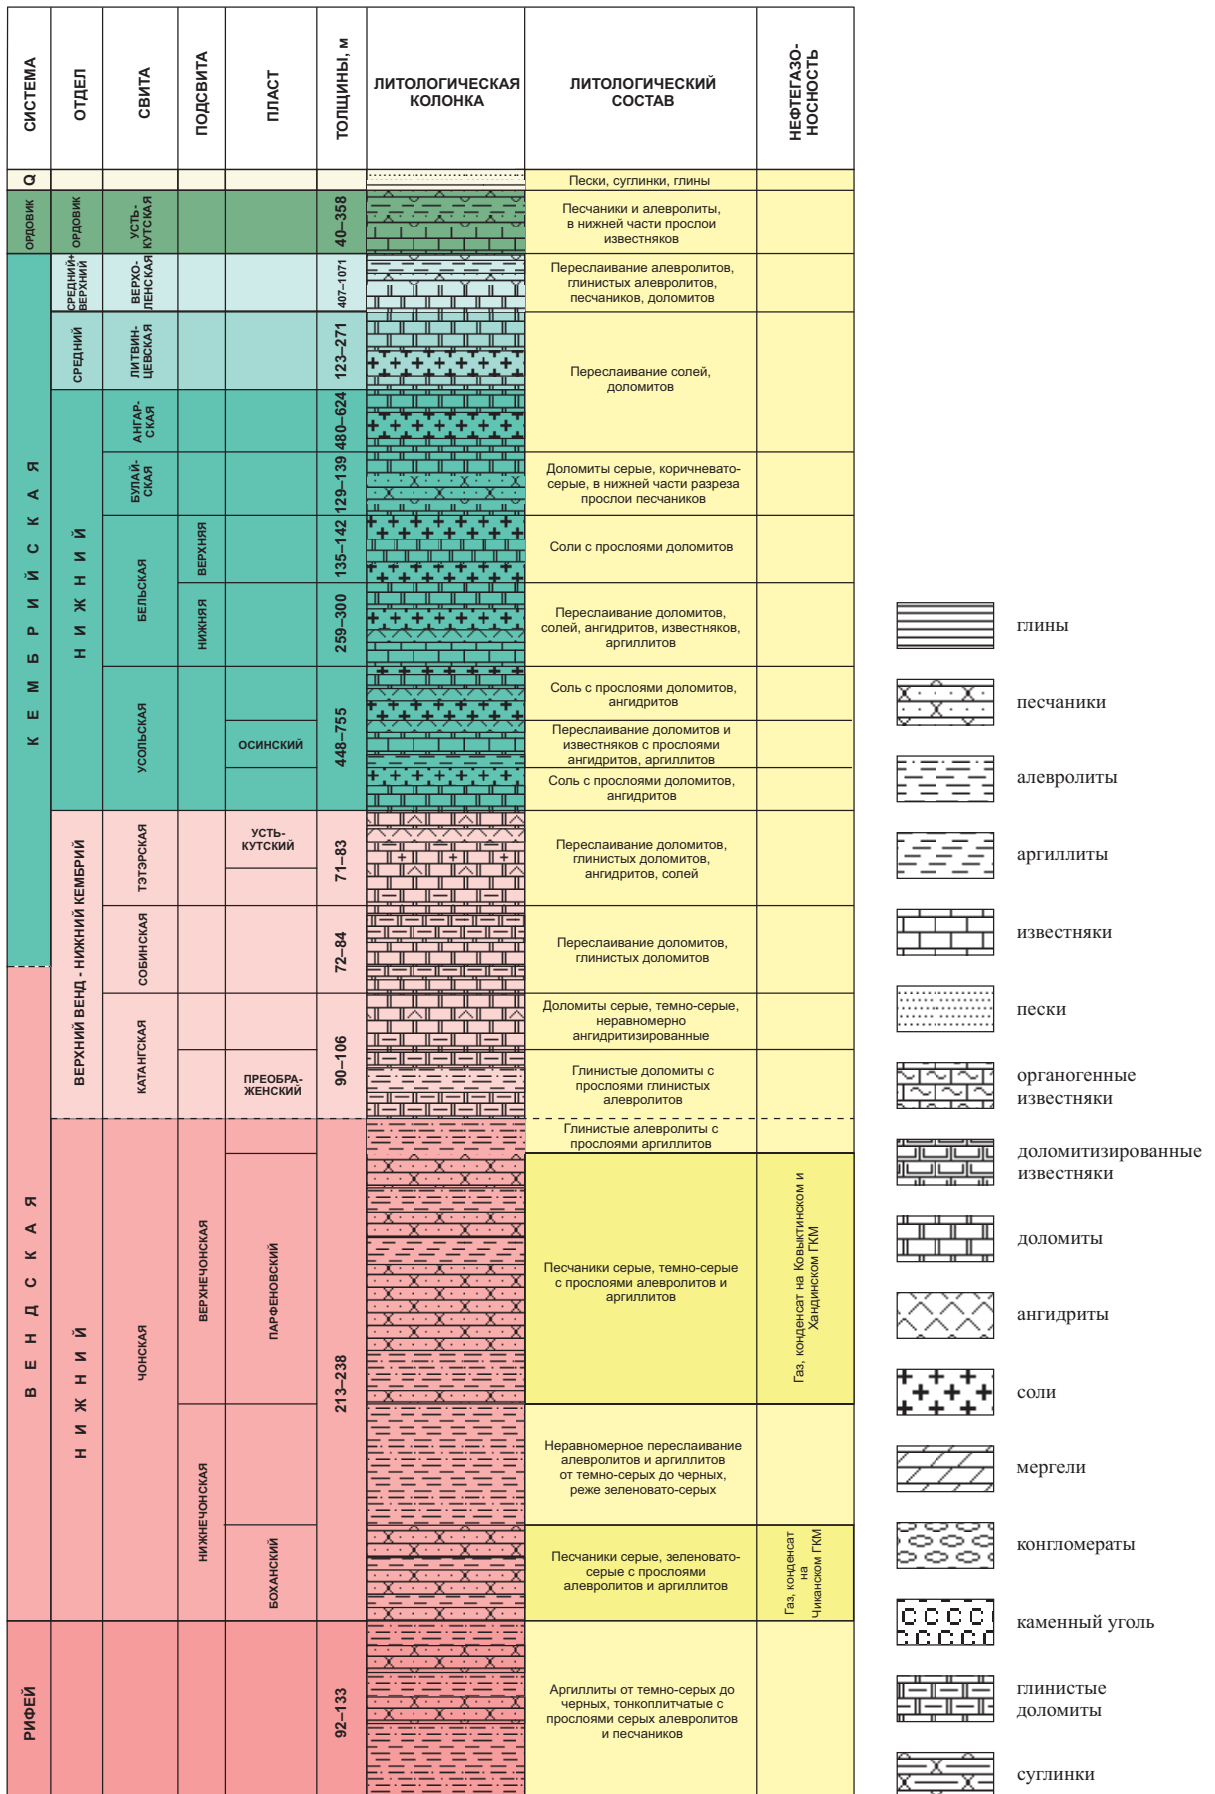 СИСТЕМА
ОТДЕЛ
СВИТА
ПОДСВИТА
ПЛАСТ
ТОЛЩИНЫ, м
ЛИТОЛОГИЧЕСКАЯ
КОЛОНКА
ЛИТОЛОГИЧЕСКИЙ
СОСТАВ
НЕФТЕГАЗО-
НОСНОСТЬ
Q
Пески, суглинки, глины
ОРДОВИК
ОРДОВИК
УСТЬ-
КУТСКАЯ
40–358
Песчаники и алевролиты,
в нижней части прослои
известняков
КЕМБРИЙСКАЯ
СРЕДНИЙ+
ВЕРХНИЙ
ВЕРХО-
ЛЕНСКАЯ
407–1071
Переслаивание алевролитов,
глинистых алевролитов,
песчаников, доломитов
СРЕДНИЙ
ЛИТВИН-
ЦЕВСКАЯ
123–271
Переслаивание солей,
доломитов
НИЖНИЙ
АНГАР-
СКАЯ
480–624
БУЛАЙ-
СКАЯ
129–139
Доломиты серые, коричневато-
серые, в нижней части разреза
прослои песчаников
БЕЛЬСКАЯ
ВЕРХНЯЯ
135–142
Соли с прослоями доломитов
НИЖНЯЯ
259–300
Переслаивание доломитов,
солей, ангидритов, известняков,
аргиллитов
УСОЛЬСКАЯ
448–755
Соль с прослоями доломитов,
ангидритов
ОСИНСКИЙ
Переслаивание доломитов и
известняков с прослоями
ангидритов, аргиллитов
Соль с прослоями доломитов,
ангидритов
ВЕРХНИЙ ВЕНД - НИЖНИЙ КЕМБРИЙ
ТЭТЭРСКАЯ
УСТЬ-
КУТСКИЙ
71–83
Переслаивание доломитов,
глинистых доломитов,
ангидритов, солей
СОБИНСКАЯ
72–84
Переслаивание доломитов,
глинистых доломитов
КАТАНГСКАЯ
90–106
Доломиты серые, темно-серые,
неравномерно
ангидритизированные
ПРЕОБРА-
ЖЕНСКИЙ
Глинистые доломиты с
прослоями глинистых
алевролитов
ВЕНДСКАЯ
НИЖНИЙ
ЧОНСКАЯ
ВЕРХНЕЧОНСКАЯ
213–238
Глинистые алевролиты с
прослоями аргиллитов
ПАРФЕНОВСКИЙ
Песчаники серые, темно-серые
с прослоями алевролитов и
аргиллитов
Газ, конденсат на Ковыктинском и
Хандинском ГКМ
НИЖНЕЧОНСКАЯ
Неравномерное переслаивание
алевролитов и аргиллитов
от темно-серых до черных,
реже зеленовато-серых
БОХАНСКИЙ
Песчаники серые, зеленовато-
серые с прослоями
алевролитов и аргиллитов
Газ, конденсат
на
Чиканском ГКМ
РИФЕЙ
92–133
Аргиллиты от темно-серых до
черных, тонкоплитчатые с
прослоями серых алевролитов
и песчаников
глины
песчаники
алевролиты
аргиллиты
известняки
пески
органогенные
известняки
доломитизированные
известняки
доломиты
ангидриты
соли
мергели
конгломераты
каменный уголь
глинистые
доломиты
суглинки